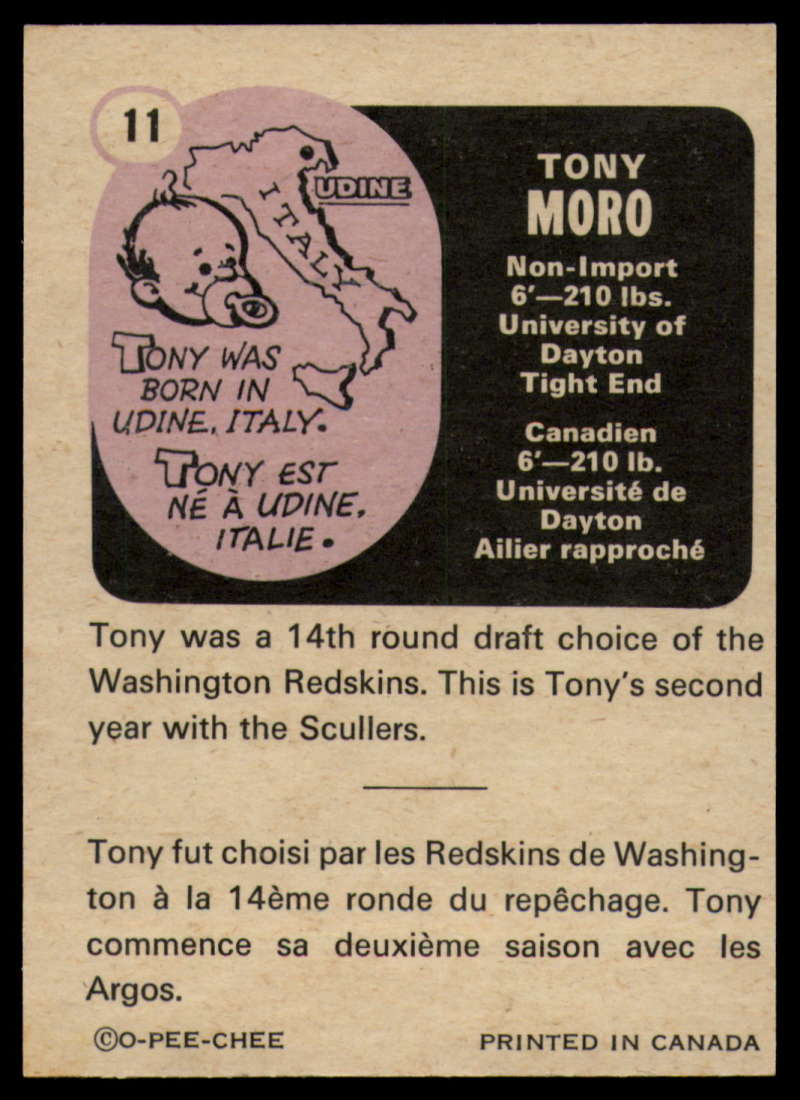 11
UDINE
ITALY
TONY WAS
BORN IN
UDINE, ITALY.
TONY EST
NÉ À UDINE,
ITALIE.
TONY
MORO
Non-Import
6'—210 lbs.
University of
Dayton
Tight End
Canadien
6'—210 lb.
Université de
Dayton
Ailier rapproché
Tony was a 14th round draft choice of the
Washington Redskins. This is Tony's second
year with the Scullers.
Tony fut choisi par les Redskins de Washing-
ton à la 14ème ronde du repêchage. Tony
commence sa deuxième saison avec les
Argos.
©O-PEE-CHEE
PRINTED IN CANADA